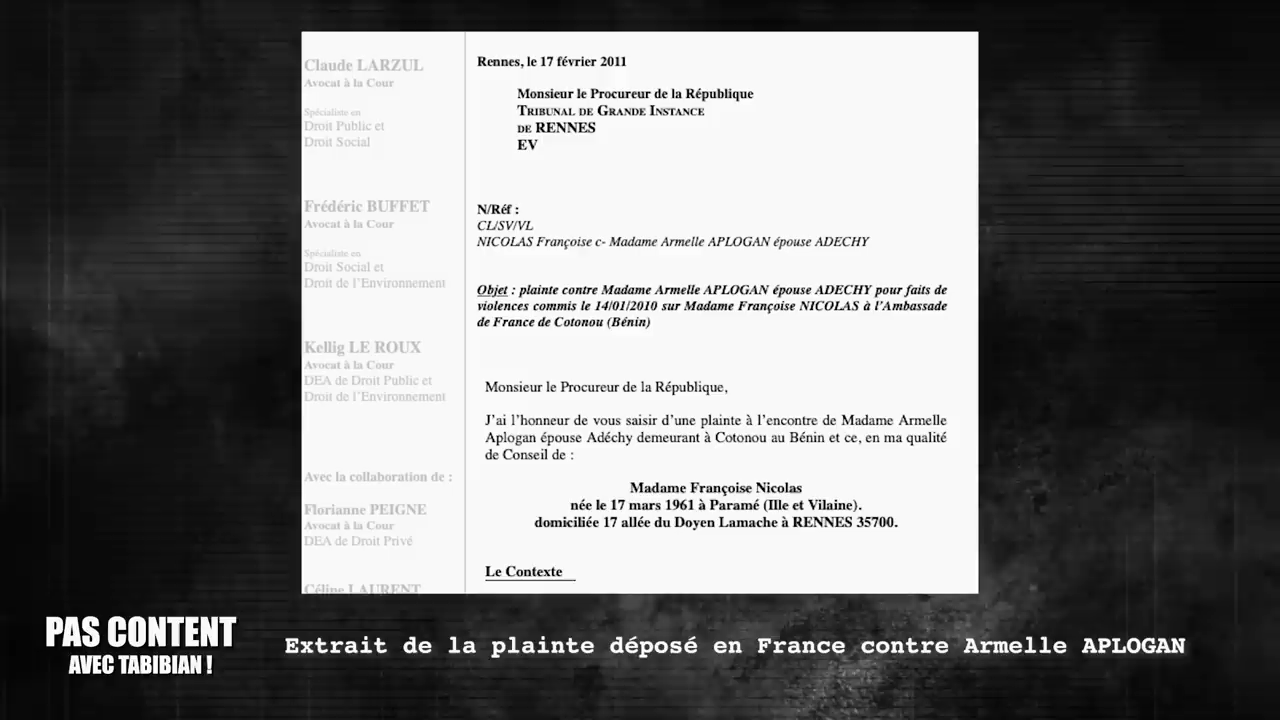 Claude LARZUL
Avocat à la Cour
Spécialiste en
Droit Public et
Droit Social
Frédéric BUFFET
Avocat à la Cour
Spécialiste en
Droit Social et
Droit de l'Environnement
Kellig LE ROUX
Avocat à la Cour
DEA de Droit Public et
Droit de l'Environnement
Avec la collaboration de :
Florianne PEIGNE
Avocat à la Cour
DEA de Droit Privé
Céline LAURENT
Rennes, le 17 février 2011
Monsieur le Procureur de la République
TRIBUNAL DE GRANDE INSTANCE
DE RENNES
EV
N/Réf :
CL/SV/VL
NICOLAS Françoise c- Madame Armelle APLOGAN épouse ADECHY
Objet : plainte contre Madame Armelle APLOGAN épouse ADECHY pour faits de
violences commis le 14/01/2010 sur Madame Françoise NICOLAS à l'Ambassade
de France de Cotonou (Bénin)
Monsieur le Procureur de la République,
J'ai l'honneur de vous saisir d'une plainte à l'encontre de Madame Armelle
Aplogan épouse Adéchy demeurant à Cotonou au Bénin et ce, en ma qualité
de Conseil de :
Madame Françoise Nicolas
née le 17 mars 1961 à Paramé (Ille et Vilaine).
domiciliée 17 allée du Doyen Lamache à RENNES 35700.
Le Contexte
PAS CONTENT
AVEC TABIBIAN !
Extrait de la plainte déposé en France contre Armelle APLOGAN